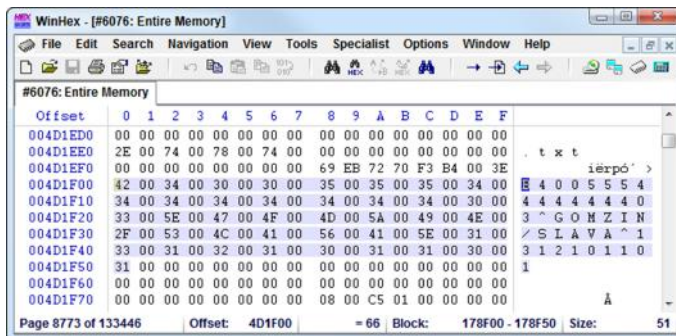 WinHex - [#6076: Entire Memory]
File Edit Search Navigation View Tools Specialist Options Window Help
#6076: Entire Memory
Offset 0 1 2 3 4 5 6 7 8 9 A B C D E F
004D1ED0 00 00 00 00 00 00 00 00 00 00 00 00 00 00 00 00
004D1EE0 2E 00 74 00 78 00 74 00 00 00 00 00 00 00 00 00 . t x t
004D1EF0 00 00 00 00 00 00 00 00 69 EB 72 70 F3 B4 00 3E iërpó´ >
004D1F00 42 00 34 00 30 00 30 00 35 00 35 00 35 00 34 00 B 4 0 0 5 5 5 4
004D1F10 34 00 34 00 34 00 34 00 34 00 34 00 34 00 30 00 4 4 4 4 4 4 4 0
004D1F20 33 00 5E 00 47 00 4F 00 4D 00 5A 00 49 00 4E 00 3 ^ G O M Z I N
004D1F30 2F 00 53 00 4C 00 41 00 56 00 41 00 5E 00 31 00 / S L A V A ^ 1
004D1F40 33 00 31 00 32 00 31 00 30 00 31 00 31 00 30 00 3 1 2 1 0 1 1 0
004D1F50 31 00 00 00 00 00 00 00 00 00 00 00 00 00 00 00 1
004D1F60 00 00 00 00 00 00 00 00 00 00 00 00 00 00 00 00
004D1F70 00 00 00 00 00 00 00 00 08 00 C5 01 00 00 00 00 Å
Page 8773 of 133446 Offset: 4D1F00 = 66 Block: 178F00 - 178F50 Size: 51